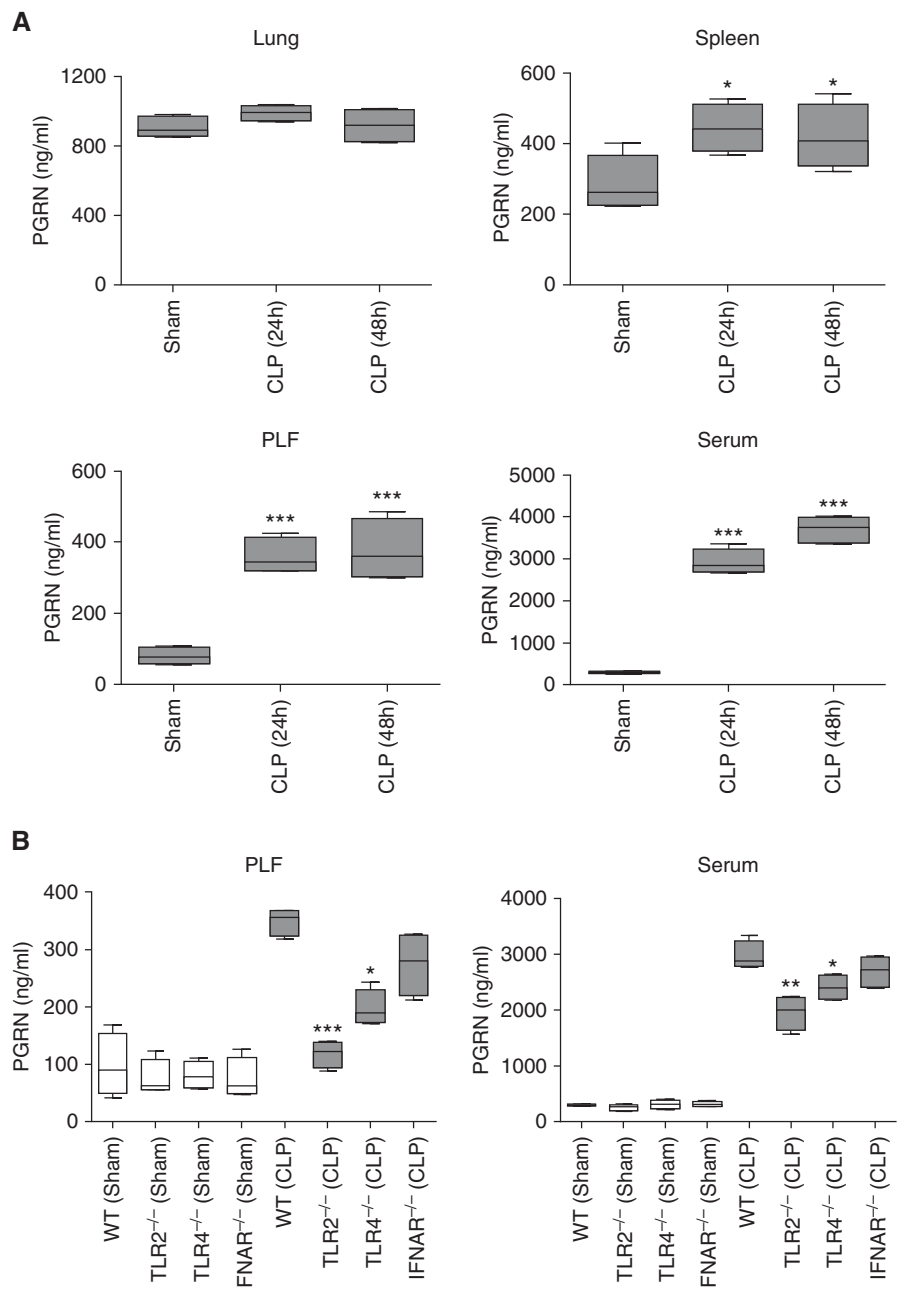 A
Lung
PGRN (ng/ml)
1200
800
400
0
Sham
CLP (24h)
CLP (48h)
Spleen
PGRN (ng/ml)
600
400
200
0
*
*
Sham
CLP (24h)
CLP (48h)
PLF
PGRN (ng/ml)
600
400
200
0
***
***
Sham
CLP (24h)
CLP (48h)
Serum
PGRN (ng/ml)
5000
4000
3000
2000
1000
0
***
***
Sham
CLP (24h)
CLP (48h)
B
PLF
PGRN (ng/ml)
400
300
200
100
0
***
*
WT (Sham)
TLR2−/− (Sham)
TLR4−/− (Sham)
FNAR−/− (Sham)
WT (CLP)
TLR2−/− (CLP)
TLR4−/− (CLP)
IFNAR−/− (CLP)
Serum
PGRN (ng/ml)
4000
3000
2000
1000
0
**
*
WT (Sham)
TLR2−/− (Sham)
TLR4−/− (Sham)
FNAR−/− (Sham)
WT (CLP)
TLR2−/− (CLP)
TLR4−/− (CLP)
IFNAR−/− (CLP)